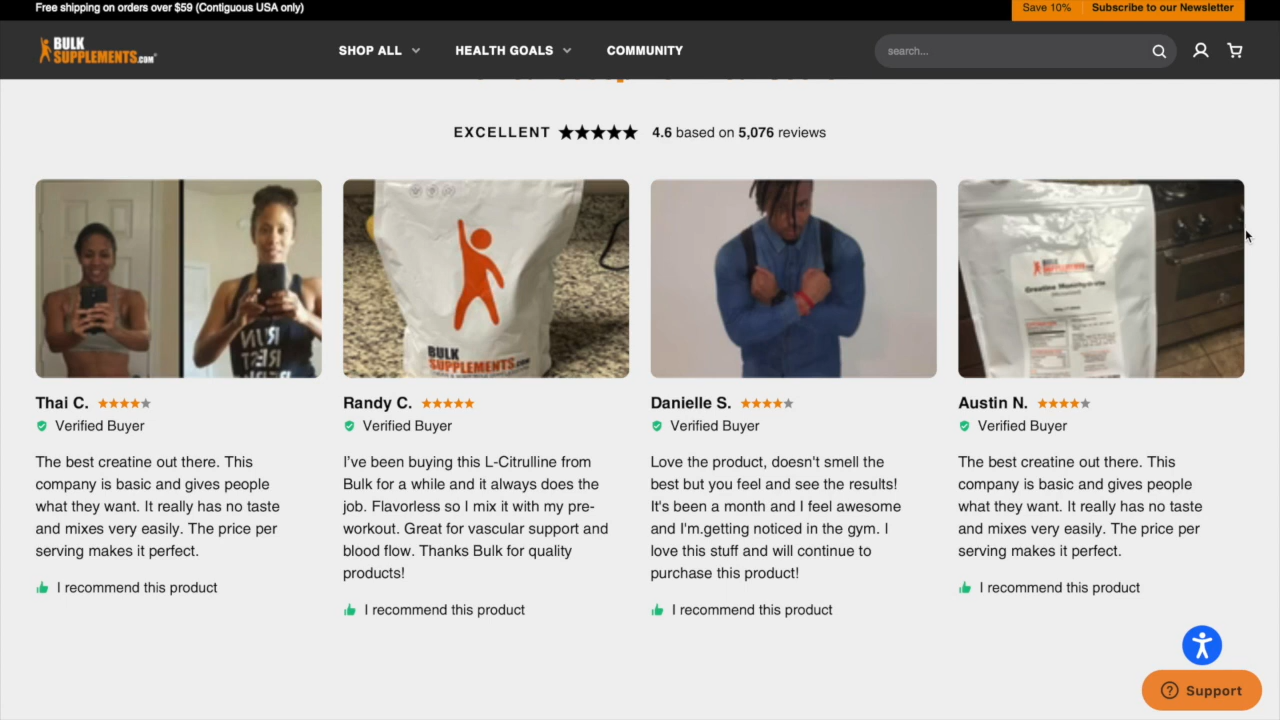 Free shipping on orders over $59 (Contiguous USA only)
Save 10% Subscribe to our Newsletter
BULK
SUPPLEMENTS.COM®
SHOP ALL
HEALTH GOALS
COMMUNITY
search...
EXCELLENT 4.6 based on 5,076 reviews
RUN
REST
BULK
SUPPLEMENTS.COM
BULK
SUPPLEMENTS.COM
Creatine Monohydrate
Thai C.
Verified Buyer
The best creatine out there. This
company is basic and gives people
what they want. It really has no taste
and mixes very easily. The price per
serving makes it perfect.
I recommend this product
Randy C.
Verified Buyer
I've been buying this L-Citrulline from
Bulk for a while and it always does the
job. Flavorless so I mix it with my pre-
workout. Great for vascular support and
blood flow. Thanks Bulk for quality
products!
I recommend this product
Danielle S.
Verified Buyer
Love the product, doesn't smell the
best but you feel and see the results!
It's been a month and I feel awesome
and I'm.getting noticed in the gym. I
love this stuff and will continue to
purchase this product!
I recommend this product
Austin N.
Verified Buyer
The best creatine out there. This
company is basic and gives people
what they want. It really has no taste
and mixes very easily. The price per
serving makes it perfect.
I recommend this product
Support